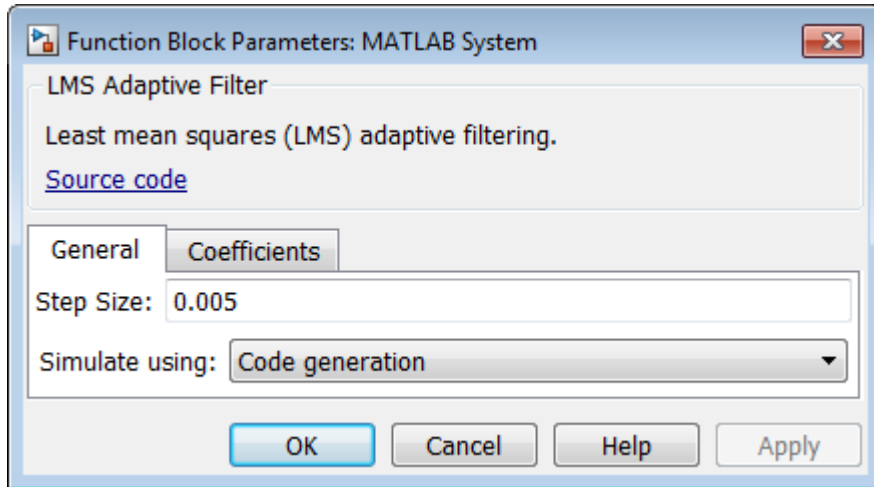 Function Block Parameters: MATLAB System
LMS Adaptive Filter
Least mean squares (LMS) adaptive filtering.
Source code
General Coefficients
Step Size: 0.005
Simulate using: Code generation
OK Cancel Help Apply